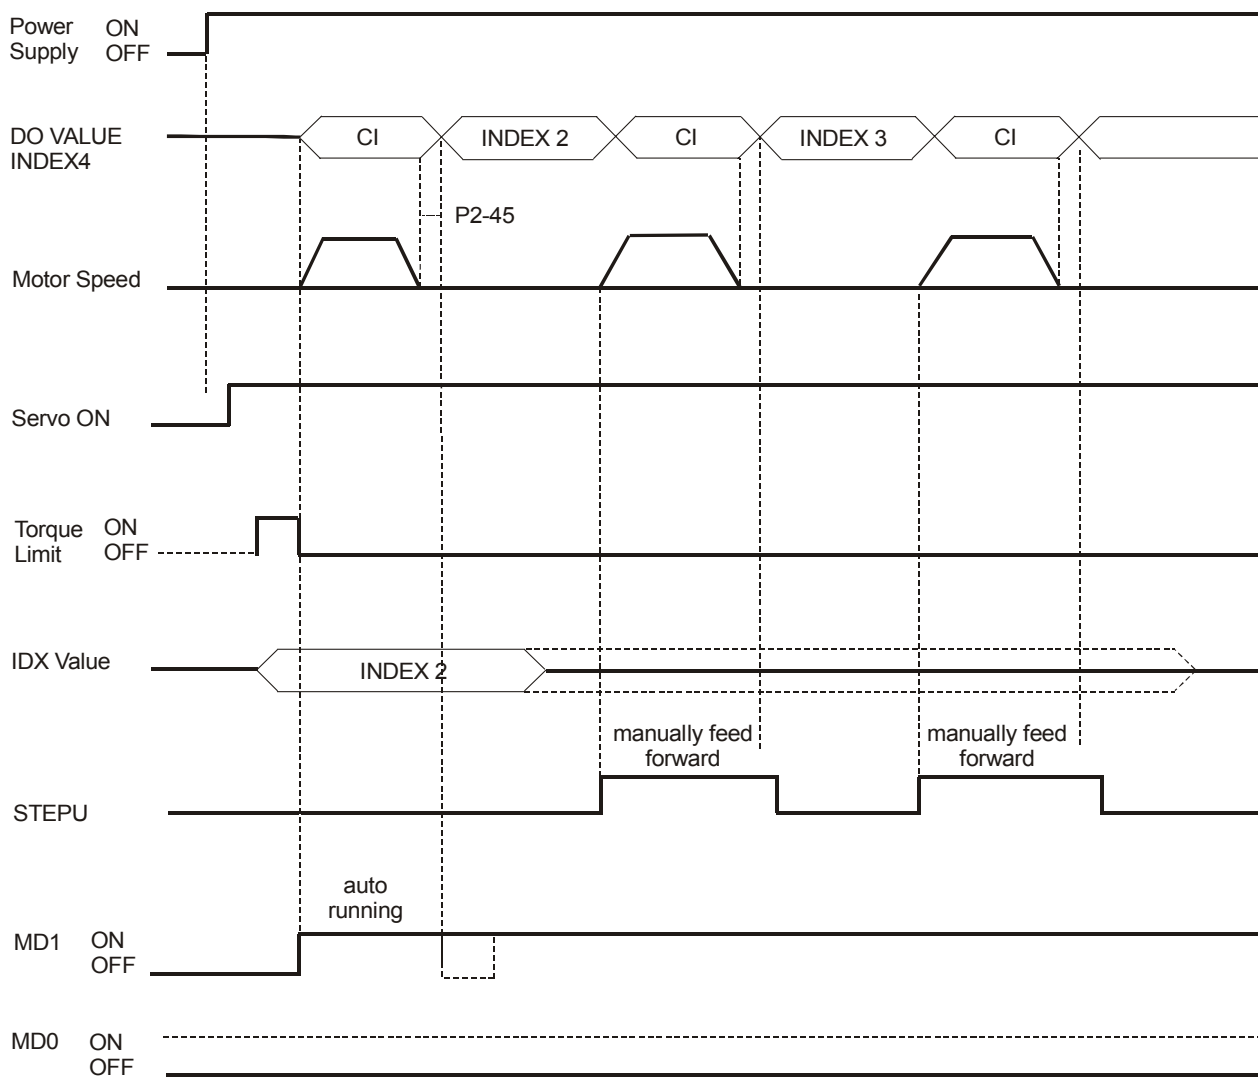 Power ON
Supply OFF
DO VALUE
INDEX4
CI
INDEX 2
CI
INDEX 3
CI
P2-45
Motor Speed
Servo ON
Torque ON
Limit OFF
IDX Value
INDEX 2
manually feed
forward
manually feed
forward
STEPU
auto
running
MD1 ON
OFF
MD0 ON
OFF